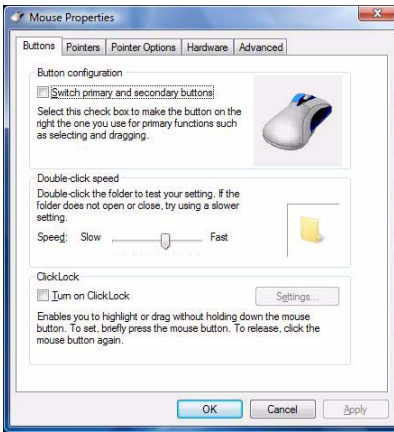 Mouse Properties
Buttons Pointers Pointer Options Hardware Advanced
Button configuration
Switch primary and secondary buttons
Select this check box to make the button on the
right the one you use for primary functions such
as selecting and dragging.
Double-click speed
Double-click the folder to test your setting. If the
folder does not open or close, try using a slower
setting.
Speed: Slow Fast
ClickLock
Turn on ClickLock
Settings...
Enables you to highlight or drag without holding down the mouse
button. To set, briefly press the mouse button. To release, click the
mouse button again.
OK Cancel Apply